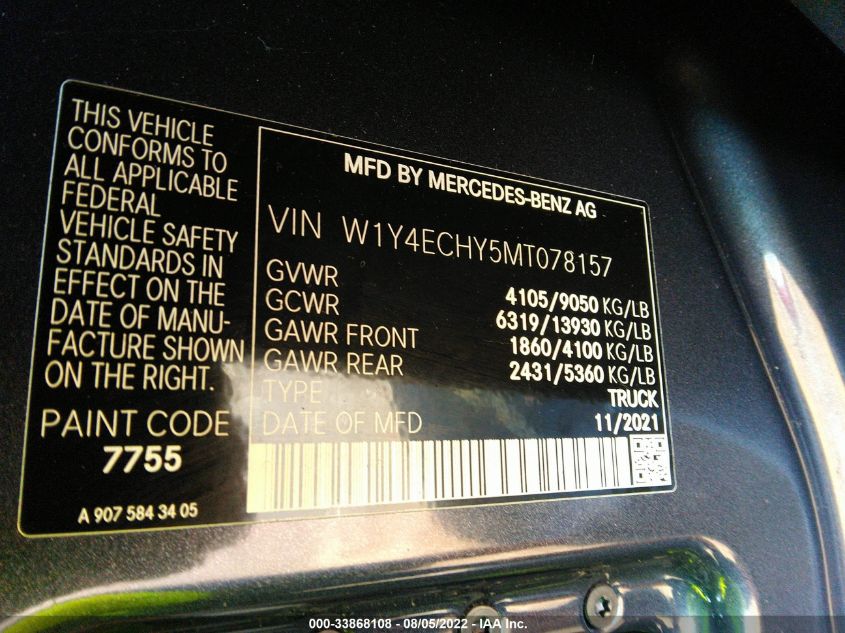 THIS VEHICLE
CONFORMS TO
ALL APPLICABLE
FEDERAL
VEHICLE SAFETY
STANDARDS IN
EFFECT ON THE
DATE OF MANU-
FACTURE SHOWN
ON THE RIGHT.
PAINT CODE
7755
A 907 584 34 05
MFD BY MERCEDES-BENZ AG
VIN W1Y4ECHY5MT078157
GVWR 4105/9050 KG/LB
GCWR 6319/13930 KG/LB
GAWR FRONT 1860/4100 KG/LB
GAWR REAR 2431/5360 KG/LB
TYPE TRUCK
DATE OF MFD 11/2021
000-33868108 - 08/05/2022 - IAA Inc.